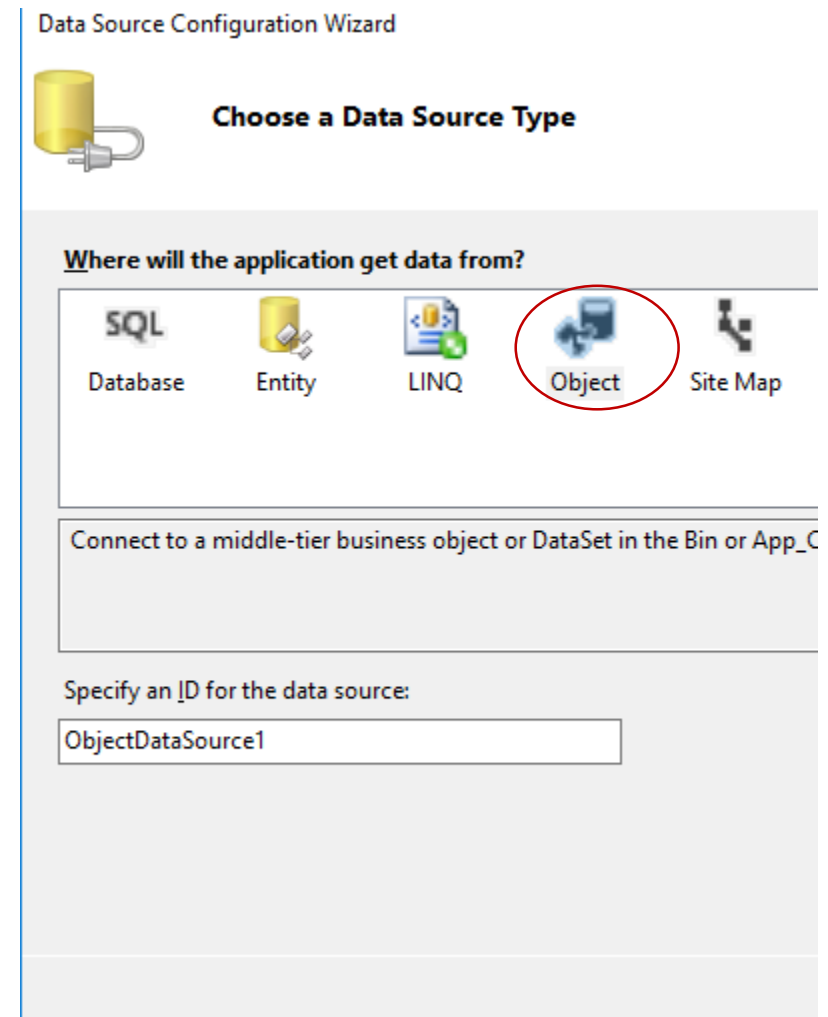 Data Source Configuration Wizard
Choose a Data Source Type
Where will the application get data from?
SQL
Database Entity LINQ Object Site Map
Connect to a middle-tier business object or DataSet in the Bin or App_
Specify an ID for the data source:
ObjectDataSource1